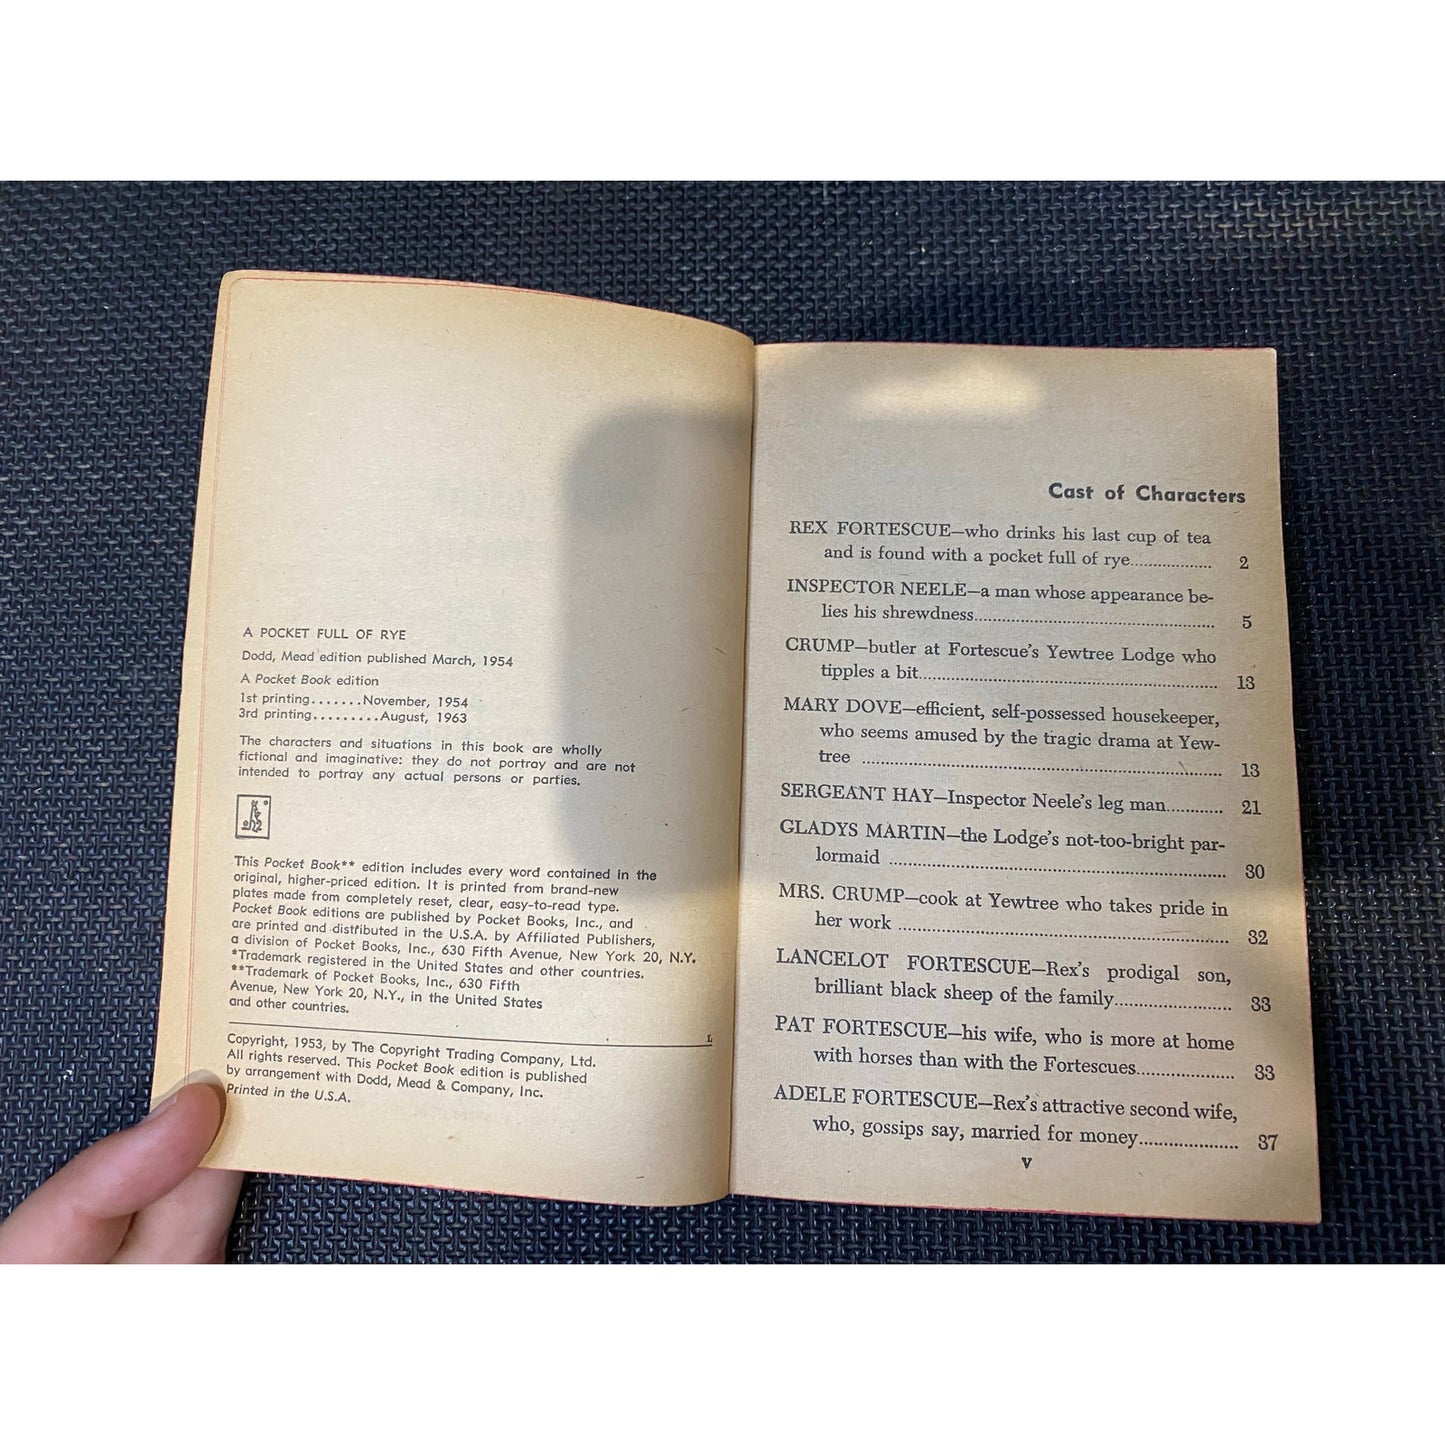 A POCKET FULL OF RYE
Dodd, Mead edition published March, 1954
A Pocket Book edition
1st printing.......November, 1954
3rd printing.........August, 1963
The characters and situations in this book are wholly
fictional and imaginative: they do not portray and are not
intended to portray any actual persons or parties.
This Pocket Book** edition includes every word contained in the
original, higher-priced edition. It is printed from brand-new
plates made from completely reset, clear, easy-to-read type.
Pocket Book editions are published by Pocket Books, Inc., and
are printed and distributed in the U.S.A. by Affiliated Publishers,
a division of Pocket Books, Inc., 630 Fifth Avenue, New York 20, N.Y.
*Trademark registered in the United States and other countries.
**Trademark of Pocket Books, Inc., 630 Fifth
Avenue, New York 20, N.Y., in the United States
and other countries.
L
Copyright, 1953, by The Copyright Trading Company, Ltd.
All rights reserved. This Pocket Book edition is published
by arrangement with Dodd, Mead & Company, Inc.
Printed in the U.S.A.
Cast of Characters
REX FORTESCUE—who drinks his last cup of tea
and is found with a pocket full of rye.................. 2
INSPECTOR NEELE—a man whose appearance be-
lies his shrewdness.................................................... 5
CRUMP—butler at Fortescue's Yewtree Lodge who
tipples a bit................................................................ 13
MARY DOVE—efficient, self-possessed housekeeper,
who seems amused by the tragic drama at Yew-
tree ............................................................................ 13
SERGEANT HAY—Inspector Neele's leg man............ 21
GLADYS MARTIN—the Lodge's not-too-bright par-
lormaid ...................................................................... 30
MRS. CRUMP—cook at Yewtree who takes pride in
her work .................................................................... 32
LANCELOT FORTESCUE—Rex's prodigal son,
brilliant black sheep of the family........................ 33
PAT FORTESCUE—his wife, who is more at home
with horses than with the Fortescues.................... 33
ADELE FORTESCUE—Rex's attractive second wife,
who, gossips say, married for money.................... 37
v